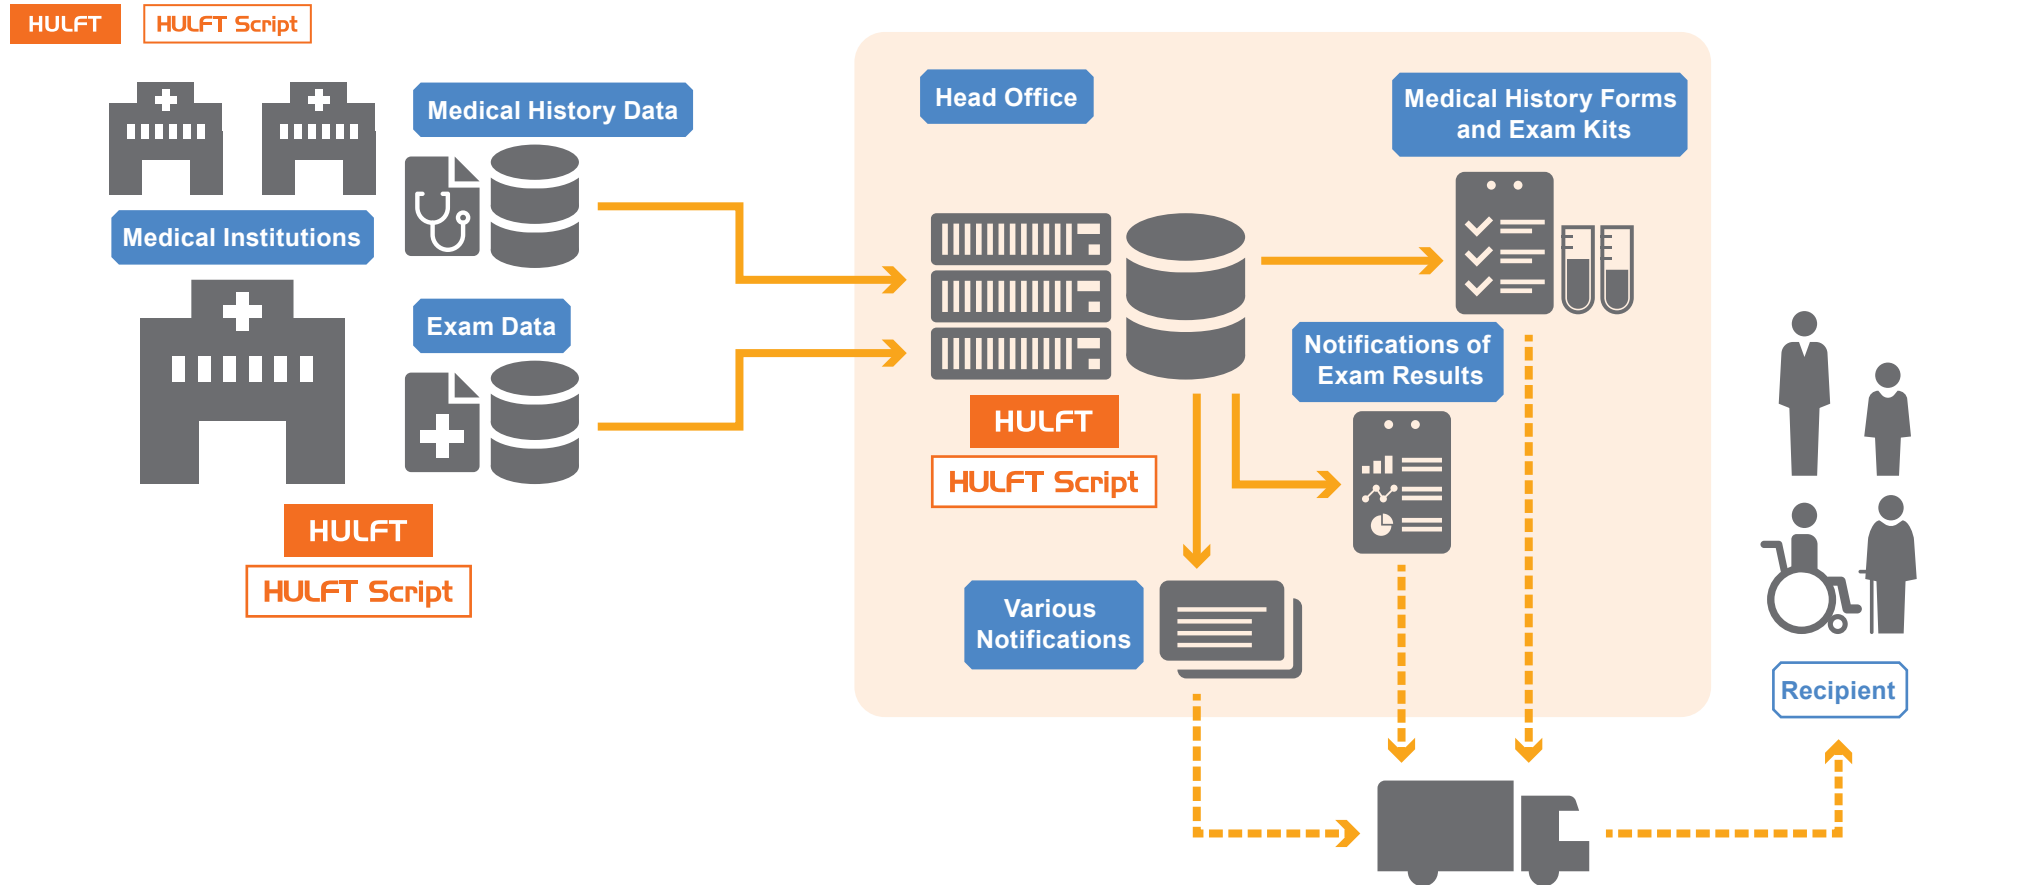 HULFT
HULFT Script
Medical History Data
Medical Institutions
Exam Data
HULFT
HULFT Script
Head Office
HULFT
HULFT Script
Medical History Forms
and Exam Kits
Notifications of
Exam Results
Various
Notifications
Recipient